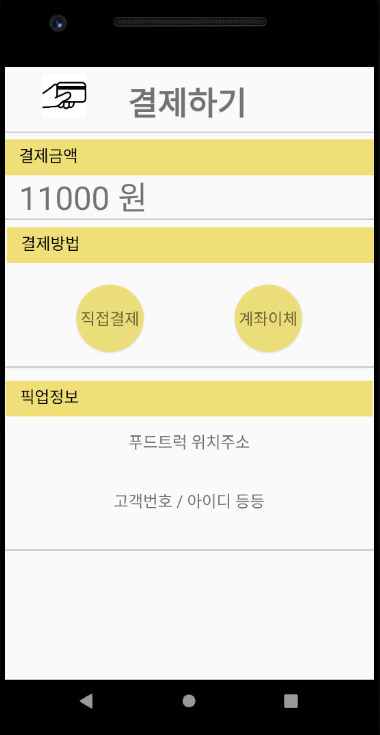 결제하기
결제금액
11000 원
결제방법
직접결제
계좌이체
픽업정보
푸드트럭 위치주소
고객번호 / 아이디 등등